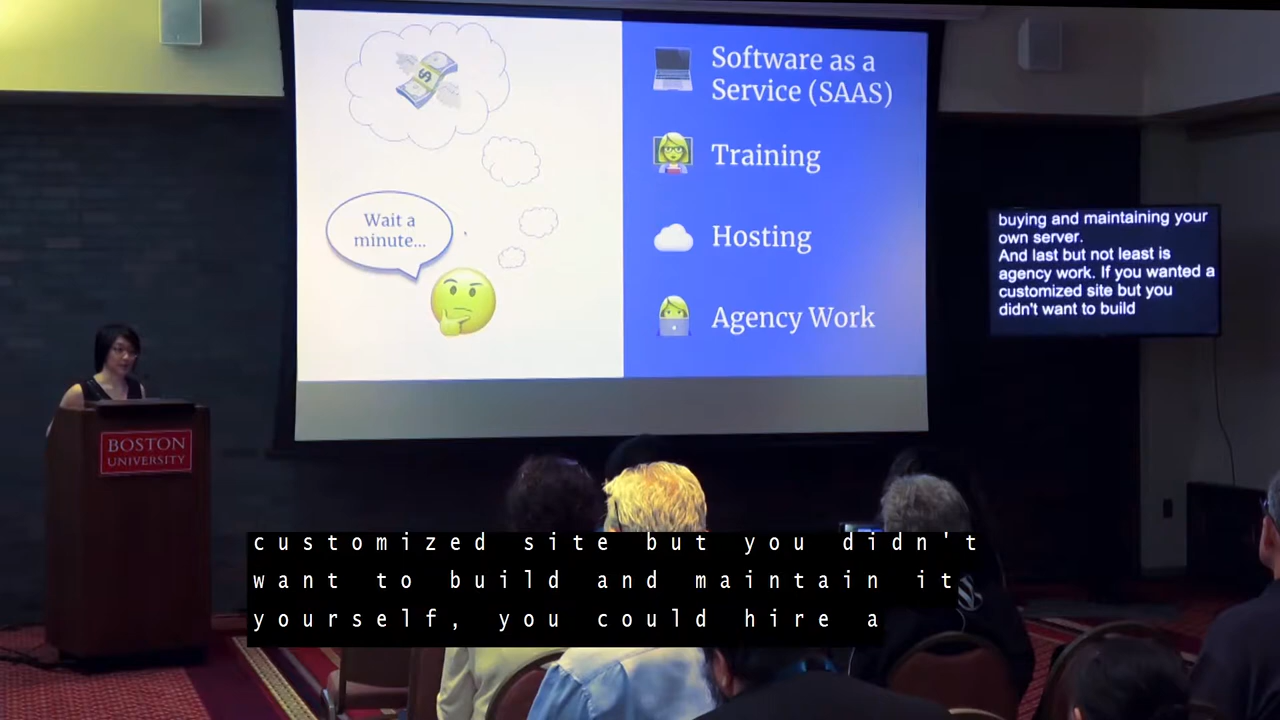 Software as a
Service (SAAS)
Training
Hosting
Agency Work
Wait a
minute...
buying and maintaining your
own server.
And last but not least is
agency work. If you wanted a
customized site but you
didn't want to build
BOSTON
UNIVERSITY
customized site but you didn't
want to build and maintain it
yourself, you could hire a